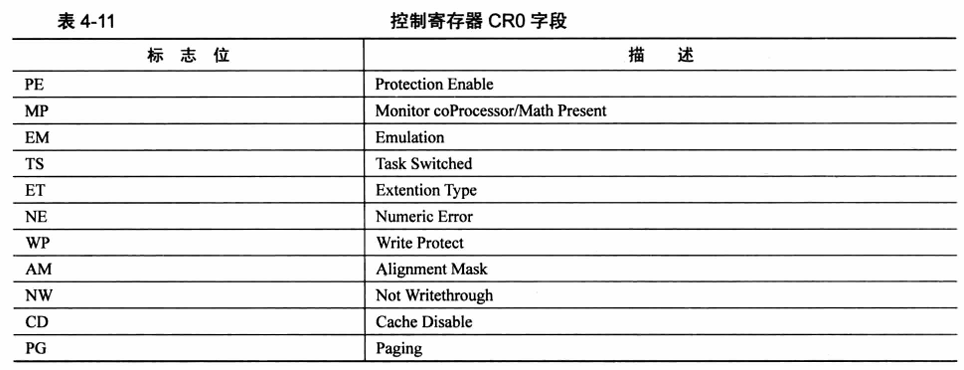 表 4-11 控制寄存器 CR0 字段
标 志 位 描 述
PE Protection Enable
MP Monitor coProcessor/Math Present
EM Emulation
TS Task Switched
ET Extention Type
NE Numeric Error
WP Write Protect
AM Alignment Mask
NW Not Writethrough
CD Cache Disable
PG Paging